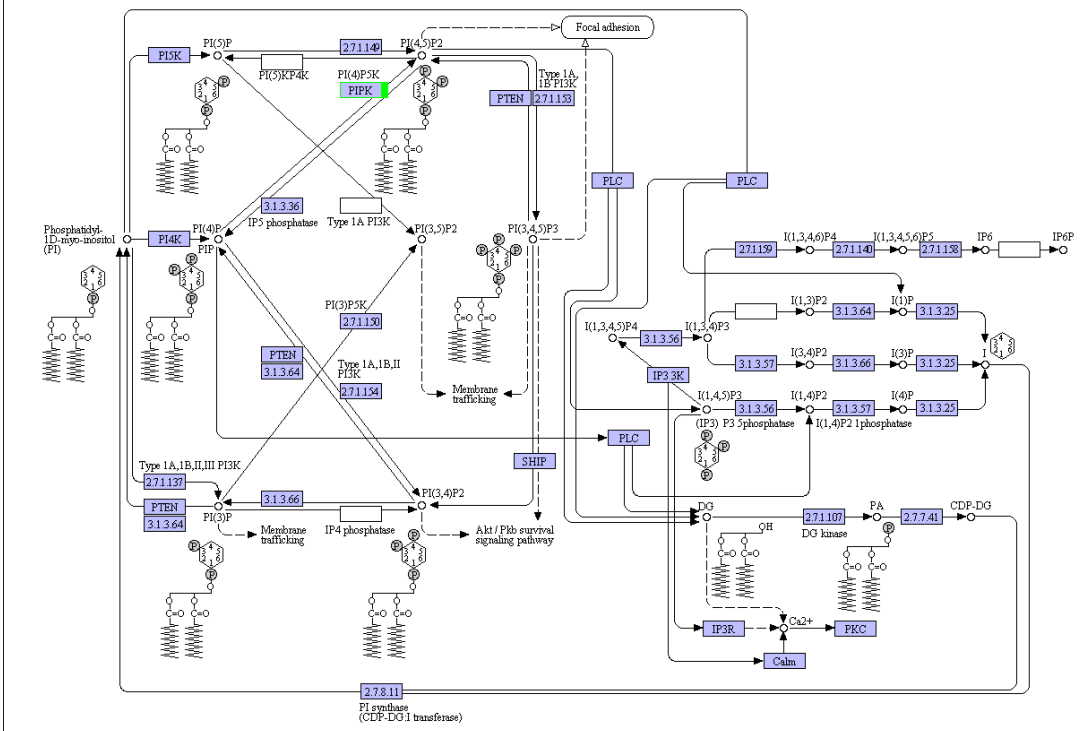 Focal adhesion
PI(5)P
PI(4,5)P2
2.7.1.149
PI5K
PI(5)KP4K
PI(4)P5K
PIPK
Type 1A,
1B PI3K
PTEN
2.7.1.153
PLC
PLC
3.1.3.36
IP5 phosphatase
Type 1A PI3K
Phosphatidyl-
1D-myo-inositol
(PI)
PI4K
PI(4)P
PIP
PI(3,5)P2
PI(3,4,5)P3
I(1,3,4,6)P4
I(1,3,4,5,6)P5
IP6
IP6P
2.7.1.159
2.7.1.140
2.7.1.158
PI(3)P5K
2.7.1.150
I(1,3)P2
I(1)P
3.1.3.64
3.1.3.25
I(1,3,4,5)P4
3.1.3.56
I(1,3,4)P3
I(3,4)P2
I(3)P
I
3.1.3.57
3.1.3.66
3.1.3.25
PTEN
3.1.3.64
Type 1A,1B,II
PI3K
2.7.1.154
Membrane
trafficking
IP3 3K
I(1,4,5)P3
(IP3)
3.1.3.56
P3 5phosphatase
I(1,4)P2
3.1.3.57
I(1,4)P2 1phosphatase
I(4)P
3.1.3.25
PLC
SHIP
Type 1A,1B,II,III PI3K
2.7.1.137
PTEN
3.1.3.64
PI(3)P
3.1.3.66
PI(3,4)P2
IP4 phosphatase
Membrane
trafficking
Akt / Pkb survival
signaling pathway
DG
2.7.1.107
DG kinase
PA
2.7.7.41
CDP-DG
OH
IP3R
Ca2+
PKC
Calm
2.7.8.11
PI synthase
(CDP-DG:I transferase)